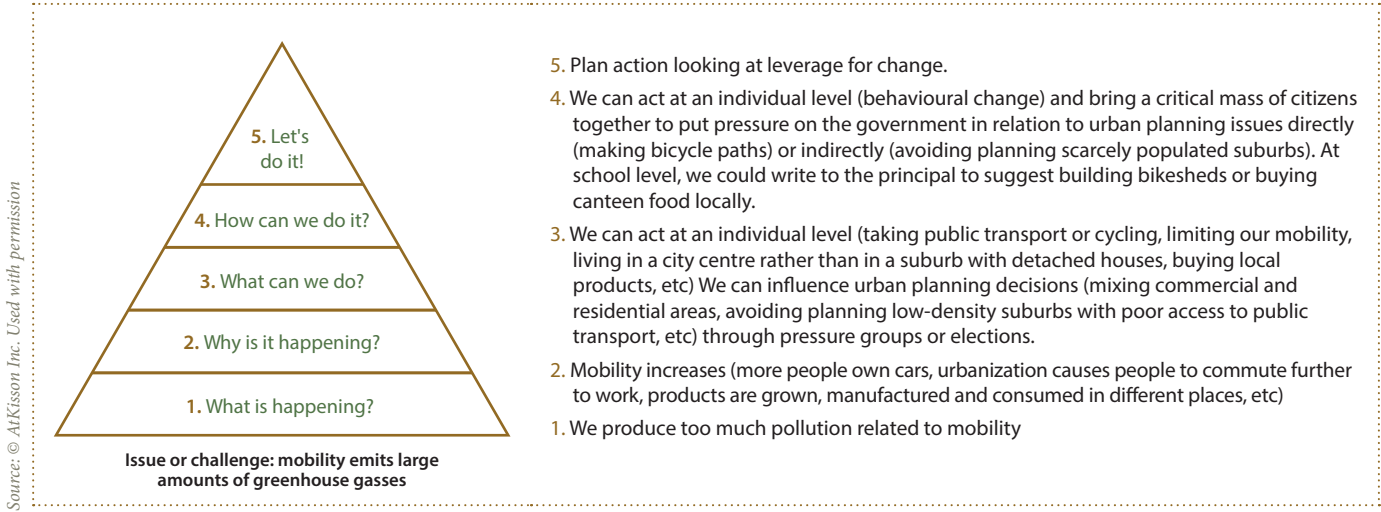 Source: © AtKisson Inc. Used with permission
5. Let's
do it!
4. How can we do it?
3. What can we do?
2. Why is it happening?
1. What is happening?
Issue or challenge: mobility emits large
amounts of greenhouse gasses
5. Plan action looking at leverage for change.
4. We can act at an individual level (behavioural change) and bring a critical mass of citizens
together to put pressure on the government in relation to urban planning issues directly
(making bicycle paths) or indirectly (avoiding planning scarcely populated suburbs). At
school level, we could write to the principal to suggest building bikesheds or buying
canteen food locally.
3. We can act at an individual level (taking public transport or cycling, limiting our mobility,
living in a city centre rather than in a suburb with detached houses, buying local
products, etc) We can influence urban planning decisions (mixing commercial and
residential areas, avoiding planning low-density suburbs with poor access to public
transport, etc) through pressure groups or elections.
2. Mobility increases (more people own cars, urbanization causes people to commute further
to work, products are grown, manufactured and consumed in different places, etc)
1. We produce too much pollution related to mobility